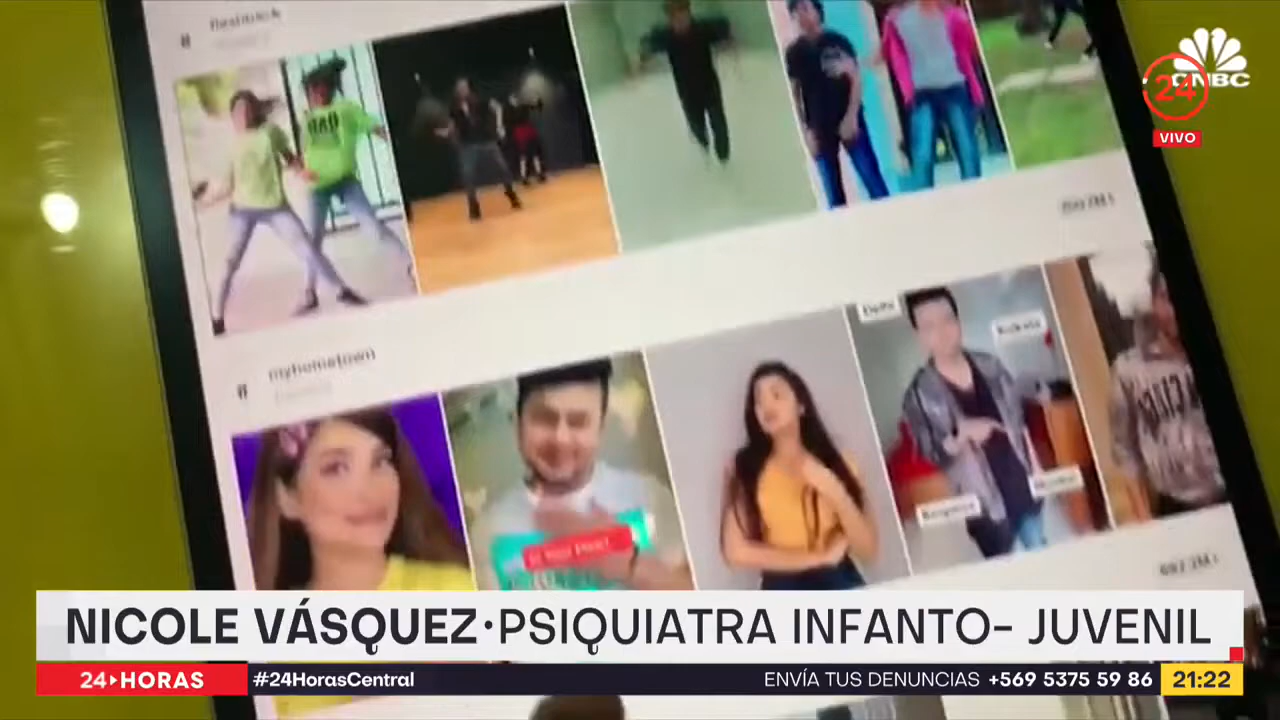 CNBC
24
VIVO
myhometown
NICOLE VÁSQUEZ·PSIQUIATRA INFANTO- JUVENIL
24 HORAS
#24HorasCentral
ENVÍA TUS DENUNCIAS +569 5375 59 86
21:22